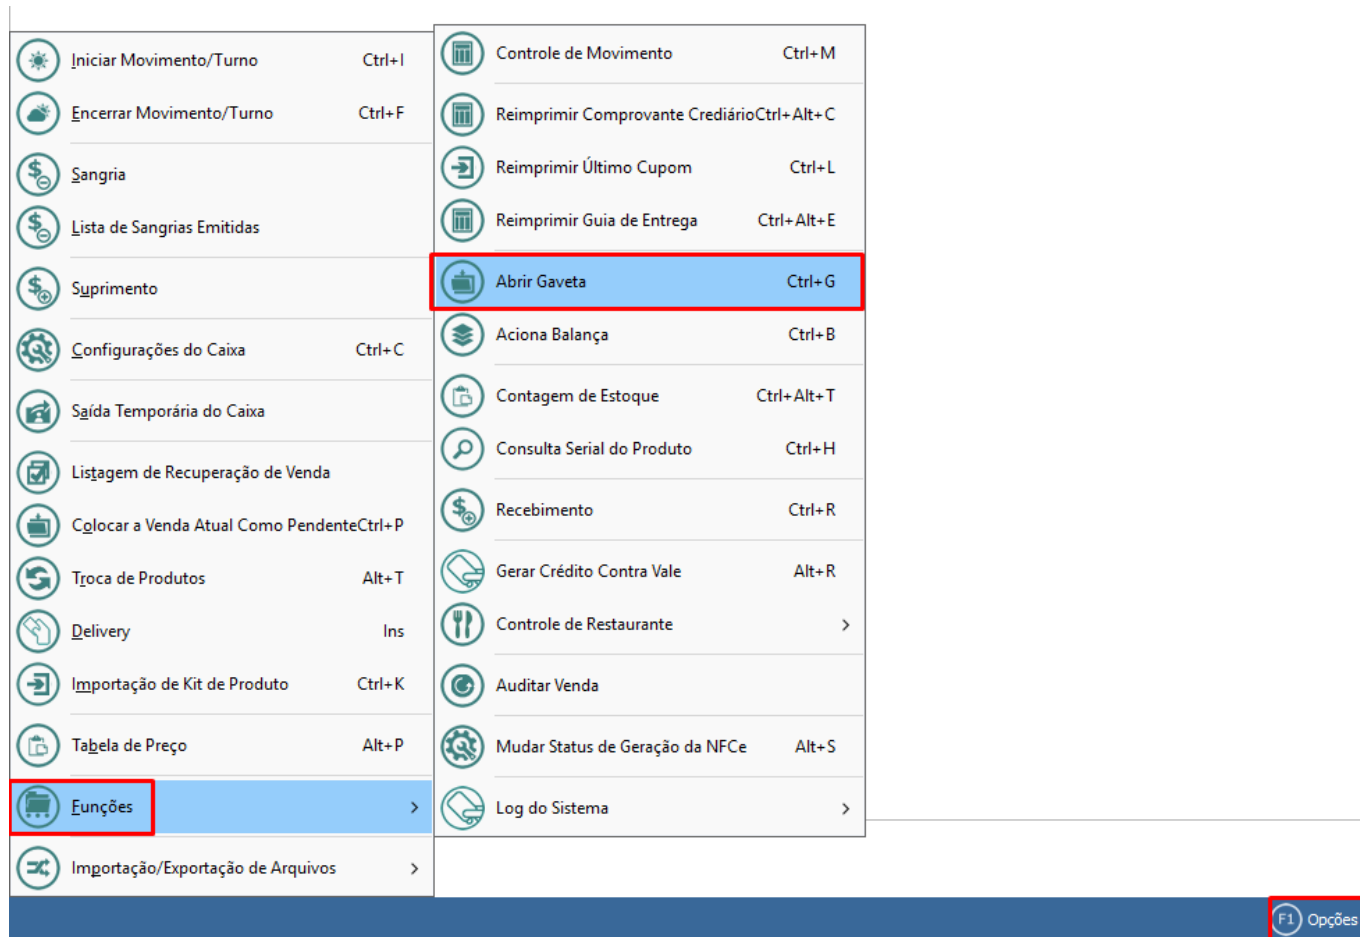 Iniciar Movimento/Turno Ctrl+I
Encerrar Movimento/Turno Ctrl+F
Sangria
Lista de Sangrias Emitidas
Suprimento
Configurações do Caixa Ctrl+C
Saída Temporária do Caixa
Listagem de Recuperação de Venda
Colocar a Venda Atual Como PendenteCtrl+P
Troca de Produtos Alt+T
Delivery Ins
Importação de Kit de Produto Ctrl+K
Tabela de Preço Alt+P
Funções
Importação/Exportação de Arquivos
Controle de Movimento Ctrl+M
Reimprimir Comprovante CrediárioCtrl+Alt+C
Reimprimir Último Cupom Ctrl+L
Reimprimir Guia de Entrega Ctrl+Alt+E
Abrir Gaveta Ctrl+G
Aciona Balança Ctrl+B
Contagem de Estoque Ctrl+Alt+T
Consulta Serial do Produto Ctrl+H
Recebimento Ctrl+R
Gerar Crédito Contra Vale Alt+R
Controle de Restaurante
Auditar Venda
Mudar Status de Geração da NFCe Alt+S
Log do Sistema
F1 Opções